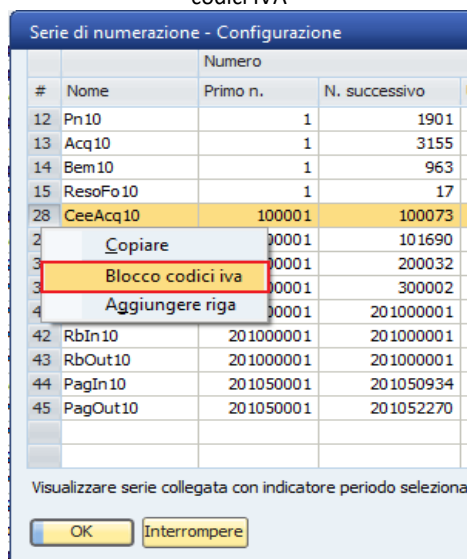 codici IVA
Serie di numerazione - Configurazione
Numero
# Nome Primo n. N. successivo
12 Pn10 1 1901
13 Acq10 1 3155
14 Bem10 1 963
15 ResoFo10 1 17
28 CeeAcq10 100001 100073
101690
Copiare
200032
Blocco codici iva
300002
Aggiungere riga
201000001
42 RbIn10 201000001 201000001
43 RbOut10 201000001 201000001
44 PagIn10 201050001 201050934
45 PagOut10 201050001 201052270
Visualizzare serie collegata con indicatore periodo seleziona
OK Interrompere